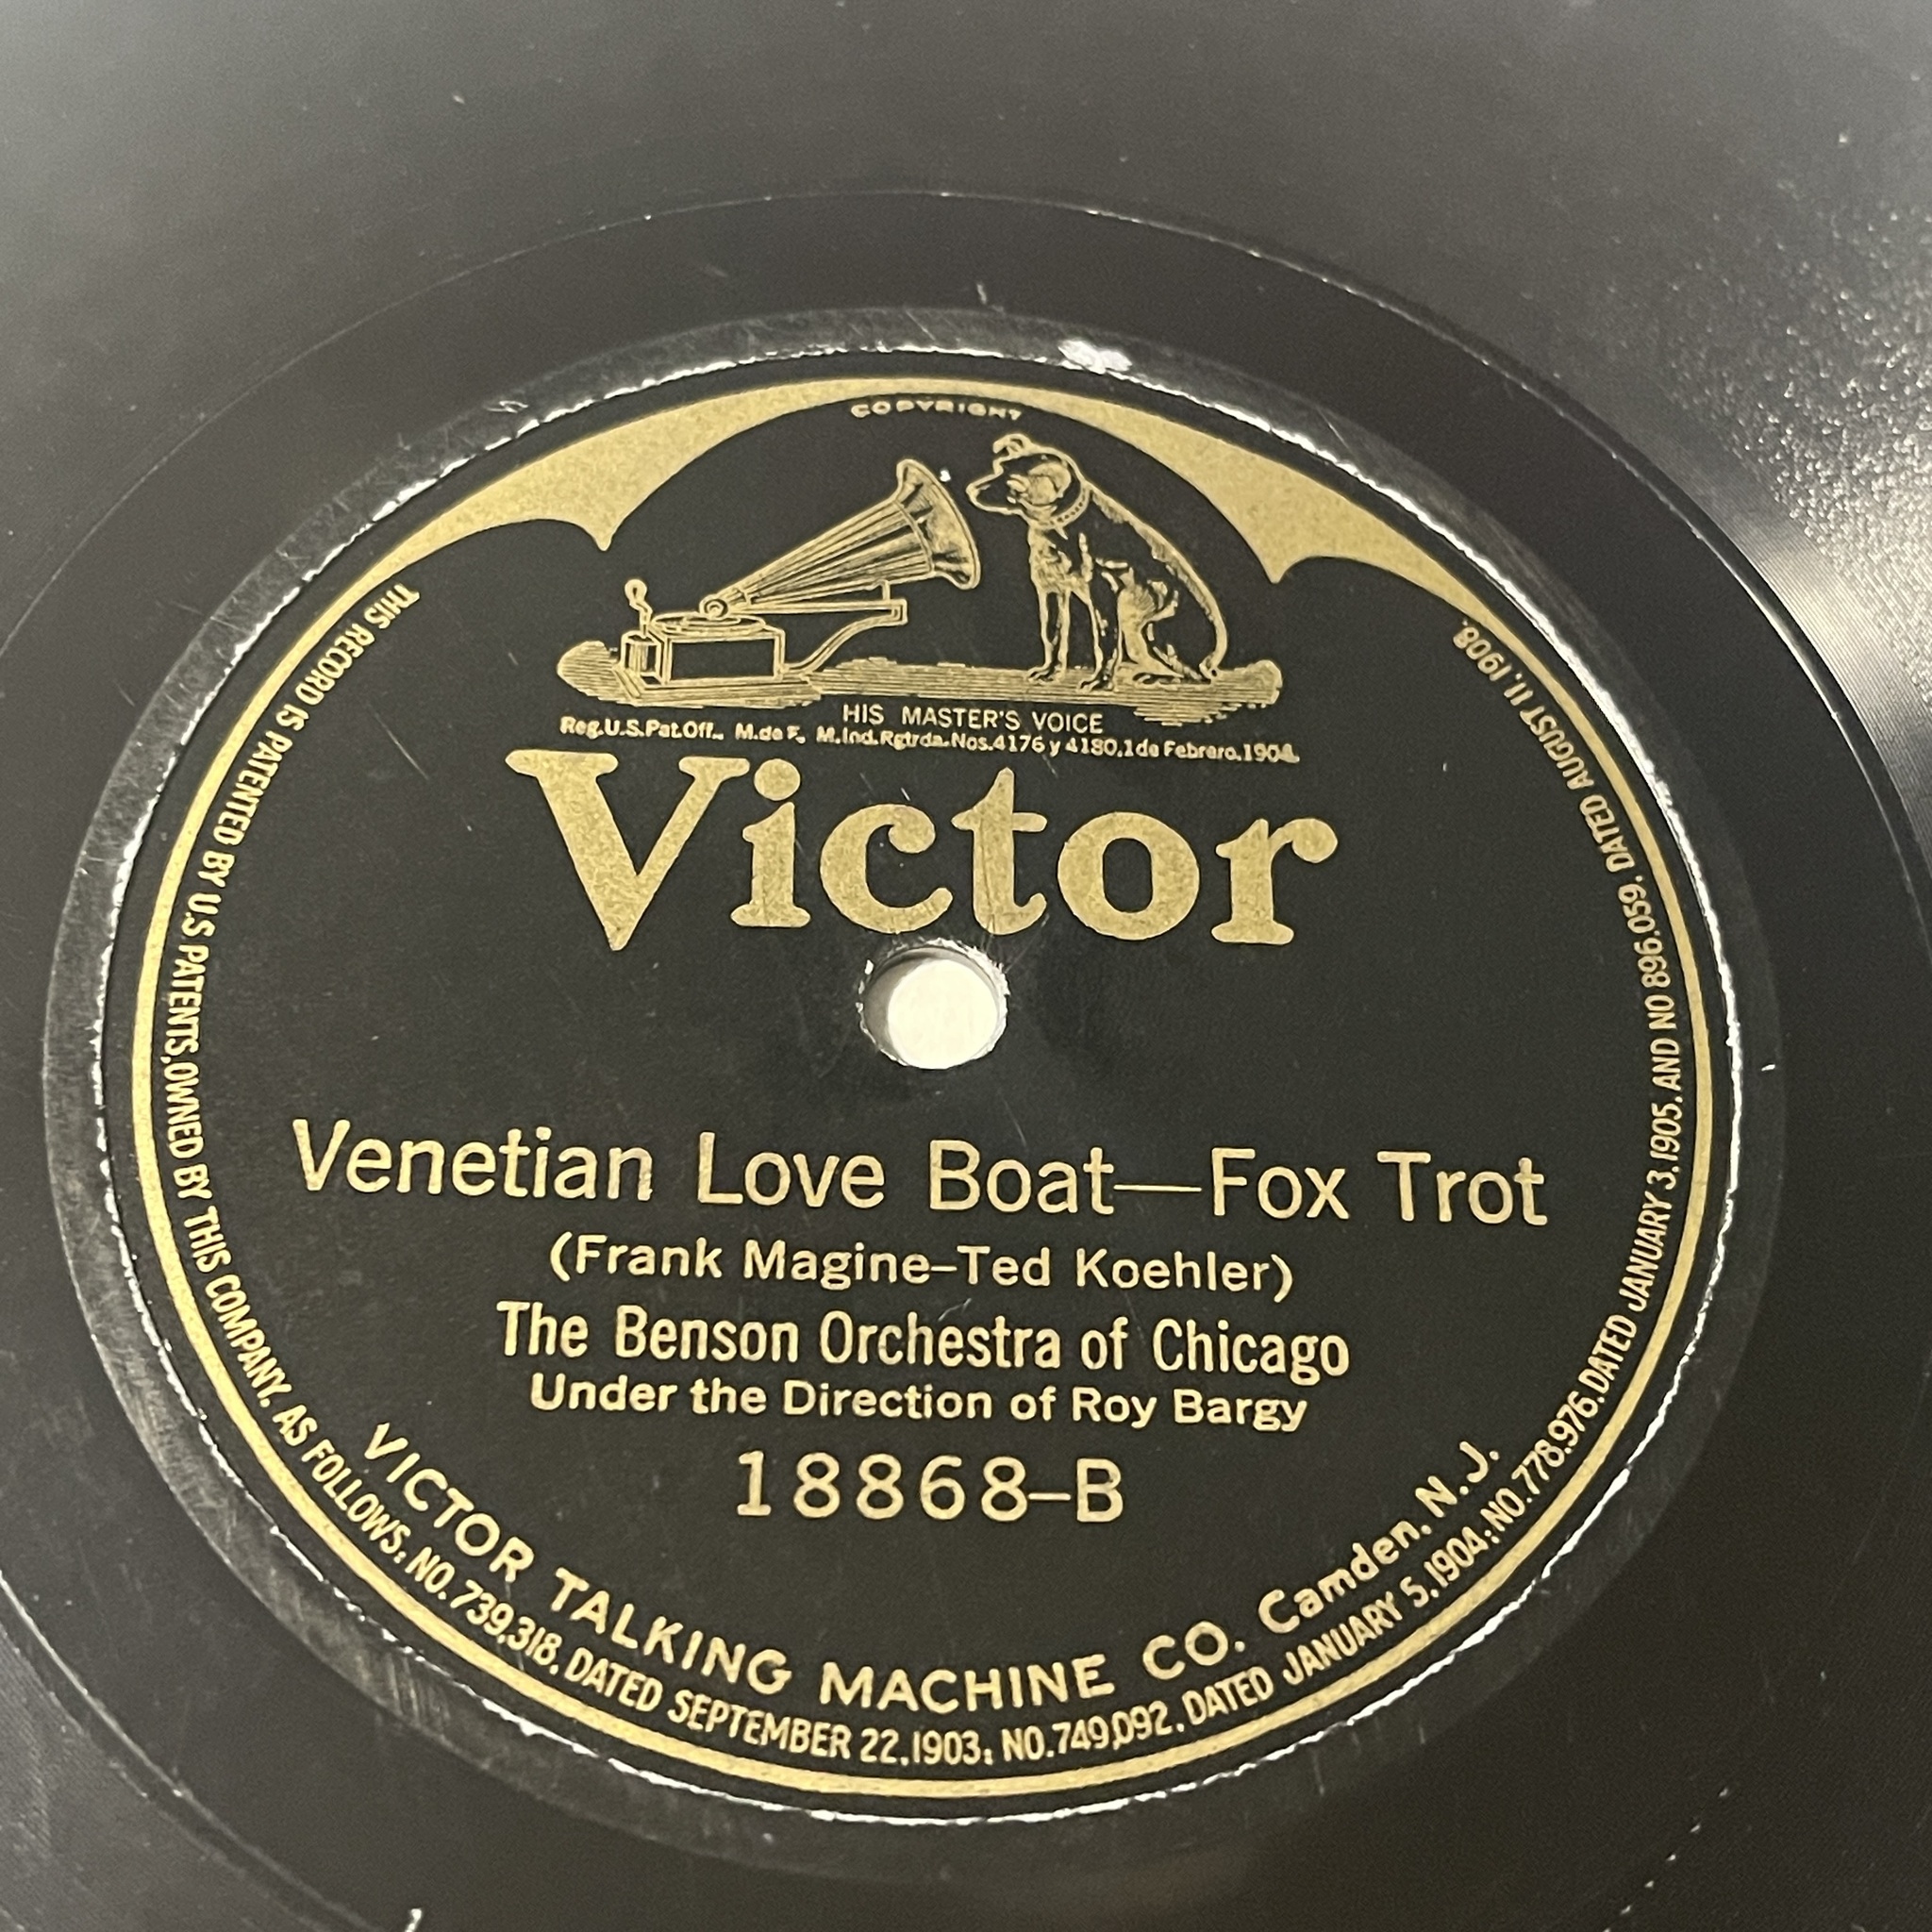 COPYRIGHT
HIS MASTER'S VOICE
Reg.U.S.Pat.Off. M.de F. M.Ind.Rgtrda.Nos.4176 y 4180,1de Febrero,1904.
Victor
Venetian Love Boat—Fox Trot
(Frank Magine–Ted Koehler)
The Benson Orchestra of Chicago
Under the Direction of Roy Bargy
18868–B
VICTOR TALKING MACHINE CO. Camden, N.J.
THIS RECORD IS PATENTED BY U.S PATENTS,OWNED BY THIS COMPANY, AS FOLLOWS: NO.739,318, DATED SEPTEMBER 22,1903; NO.749,092, DATED JANUARY 5,1904; NO.778,976,DATED JANUARY 3,1905, AND NO 896,059, DATED AUGUST 11,1908.